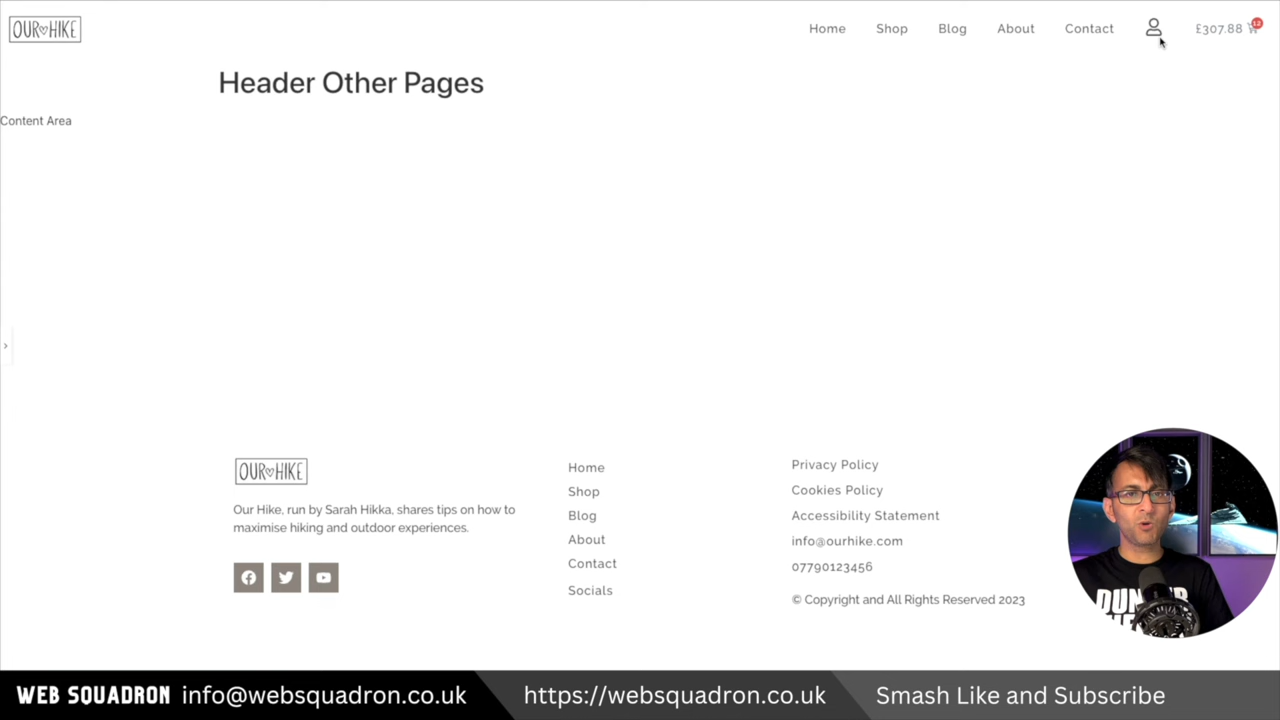 OUR HIKE
Home
Shop
Blog
About
Contact
£307.88
12
Header Other Pages
Content Area
OUR HIKE
Our Hike, run by Sarah Hikka, shares tips on how to
maximise hiking and outdoor experiences.
Home
Shop
Blog
About
Contact
Socials
Privacy Policy
Cookies Policy
Accessibility Statement
info@ourhike.com
07790123456
© Copyright and All Rights Reserved 2023
WEB SQUADRON
info@websquadron.co.uk
https://websquadron.co.uk
Smash Like and Subscribe